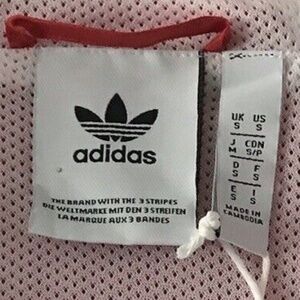 adidas
THE BRAND WITH THE 3 STRIPES
DIE WELTMARKE MIT DEN 3 STREIFEN
LA MARQUE AUX 3 BANDES
UK US
S S
J CDN
M S/P
D F
S S
E I
S S
MADE IN
CAMBODIA